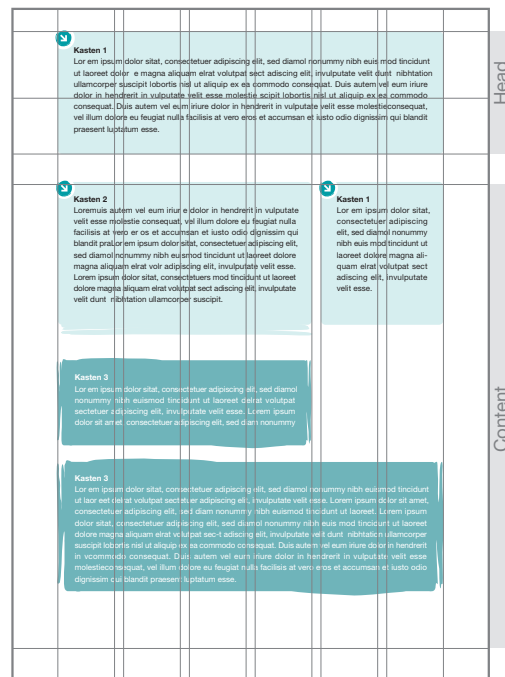 Kasten 1
Lor em ipsum dolor sitat, consectetuer adipiscing elit, sed diamol nonummy nibh euis mod tincidunt
ut laoreet dolor e magna aliquam elrat volutpat sect adiscing elit, invulputate velit dunt nibhtation
ullamcorper suscipit lobortis nisl ut aliquip ex ea commodo consequat. Duis autem vel eum iriure
dolor in hendrerit in vulputate velit esse molestie scipit lobortis nisl ut aliquip ex ea commodo
consequat. Duis autem vel eum iriure dolor in hendrerit in vulputate velit esse molestieconsequat,
vel illum dolore eu feugiat nulla facilisis at vero eros et accumsan et iusto odio dignissim qui blandit
praesent luptatum esse.
Head
Kasten 2
Loremuis autem vel eum iriur e dolor in hendrerit in vulputate
velit esse molestie consequat, vel illum dolore eu feugiat nulla
facilisis at vero er os et accumsan et iusto odio dignissim qui
blandit praLor em ipsum dolor sitat, consectetuer adipiscing elit,
sed diamol nonummy nibh euismod tincidunt ut laoreet dolore
magna aliquam elrat volr adipiscing elit, invulputate velit esse.
Lorem ipsum dolor sitat, consectetuers mod tincidunt ut laoreet
dolore magna aliquam elrat volutpat sect adiscing elit, invulputate
velit dunt nibhtation ullamcorper suscipit.
Kasten 1
Lor em ipsum dolor sitat,
consectetuer adipiscing
elit, sed diamol nonummy
nibh euis mod tincidunt ut
laoreet dolore magna ali-
quam elrat volutpat sect
adiscing elit, invulputate
velit esse.
Kasten 3
Lor em ipsum dolor sitat, consectetuer adipiscing elit, sed diamol
nonummy nibh euismod tincidunt ut laoreet delrat volutpat
sectetuer adipiscing elit, invulputate velit esse. Lorem ipsum
dolor sit amet, consectetuer adipiscing elit, sed diam nonummy
Content
Kasten 3
Lor em ipsum dolor sitat, consectetuer adipiscing elit, sed diamol nonummy nibh euismod tincidunt
ut laor eet delrat volutpat sectetuer adipiscing elit, invulputate velit esse. Lorem ipsum dolor sit amet,
consectetuer adipiscing elit, sed diam nonummy nibh euismod tincidunt ut laoreet. Lorem ipsum
dolor sitat, consectetuer adipiscing elit, sed diamol nonummy nibh euis mod tincidunt ut laoreet
dolore magna aliquam elrat volutpat sec-t adiscing elit, invulputate velit dunt nibhtation ullamcorper
suscipit lobortis nisl ut aliquip ex ea commodo consequat. Duis autem vel eum iriure dolor in hendrerit
in vcommodo consequat. Duis autem vel eum iriure dolor in hendrerit in vulputate velit esse
molestieconsequat, vel illum dolore eu feugiat nulla facilisis at vero eros et accumsan et iusto odio
dignissim qui blandit praesent luptatum esse.